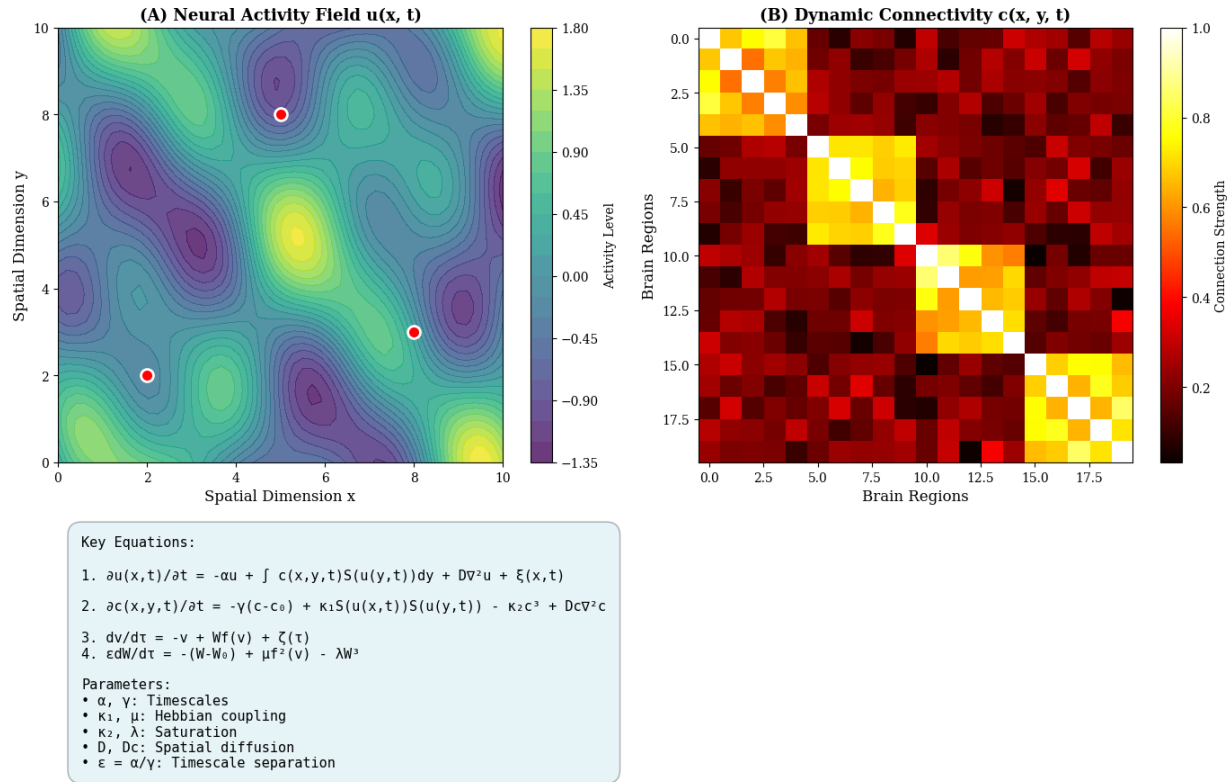 (A) Neural Activity Field u(x, t)
10
8
6
4
2
0
0
2
4
6
8
10
Spatial Dimension y
Spatial Dimension x
1.80
1.35
0.90
0.45
0.00
−0.45
−0.90
−1.35
Activity Level
(B) Dynamic Connectivity c(x, y, t)
0.0
2.5
5.0
7.5
10.0
12.5
15.0
17.5
0.0
2.5
5.0
7.5
10.0
12.5
15.0
17.5
Brain Regions
Brain Regions
1.0
0.8
0.6
0.4
0.2
Connection Strength
Key Equations:
1. ∂u(x,t)/∂t = -αu + ∫ c(x,y,t)S(u(y,t))dy + D∇²u + ξ(x,t)
2. ∂c(x,y,t)/∂t = -γ(c-c₀) + κ₁S(u(x,t))S(u(y,t)) - κ₂c³ + Dc∇²c
3. dv/dτ = -v + Wf(v) + ζ(τ)
4. εdW/dτ = -(W-W₀) + μf²(v) - λW³
Parameters:
• α, γ: Timescales
• κ₁, μ: Hebbian coupling
• κ₂, λ: Saturation
• D, Dc: Spatial diffusion
• ε = α/γ: Timescale separation